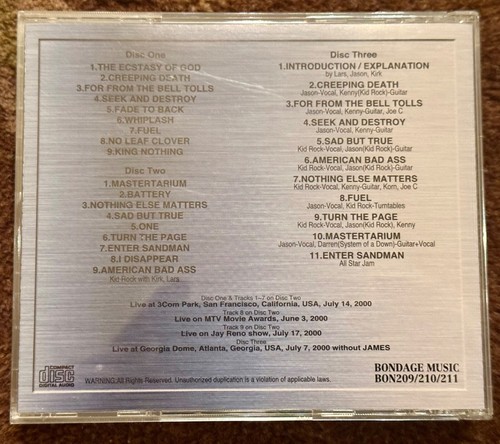 Disc One
1.THE ECSTASY OF GOD
2.CREEPING DEATH
3.FOR FROM THE BELL TOLLS
4.SEEK AND DESTROY
5.FADE TO BACK
6.WHIPLASH
7.FUEL
8.NO LEAF CLOVER
9.KING NOTHING
Disc Two
1.MASTERTARIUM
2.BATTERY
3.NOTHING ELSE MATTERS
4.SAD BUT TRUE
5.ONE
6.TURN THE PAGE
7.ENTER SANDMAN
8.I DISAPPEAR
9.AMERICAN BAD ASS
Kid Rock with Kirk, Lars
Disc Three
1.INTRODUCTION / EXPLANATION
by Lars, Jason, Kirk
2.CREEPING DEATH
Jason-Vocal, Kenny(Kid Rock)-Guitar
3.FOR FROM THE BELL TOLLS
Jason-Vocal, Kenny-Guitar, Joe C
4.SEEK AND DESTROY
Jason-Vocal, Kenny-Guitar
5.SAD BUT TRUE
Kid Rock-Vocal, Jason(Kid Rock)-Guitar
6.AMERICAN BAD ASS
Kid Rock-Vocal, Jason(Kid Rock)-Guitar
7.NOTHING ELSE MATTERS
Kid Rock-Vocal, Kenny-Guitar, Korn, Joe C
8.FUEL
Jason-Vocal, Kid Rock-Turntables
9.TURN THE PAGE
Kid Rock-Vocal, Jason(Kid Rock), Kenny
10.MASTERTARIUM
Jason-Vocal, Darren(System of a Down)-Guitar+Vocal
11.ENTER SANDMAN
All Star Jam
Disc One & Tracks 1~7 on Disc Two
Live at 3Com Park, San Francisco, California, USA, July 14, 2000
Track 8 on Disc Two
Live on MTV Movie Awards, June 3, 2000
Track 9 on Disc Two
Live on Jay Reno show, July 17, 2000
Disc Three
Live at Georgia Dome, Atlanta, Georgia, USA, July 7, 2000 without JAMES
COMPACT
disc
DIGITAL AUDIO
WARNING:All Rights Reserved. Unauthorized duplication is a violation of applicable laws.
BONDAGE MUSIC
BON209/210/211